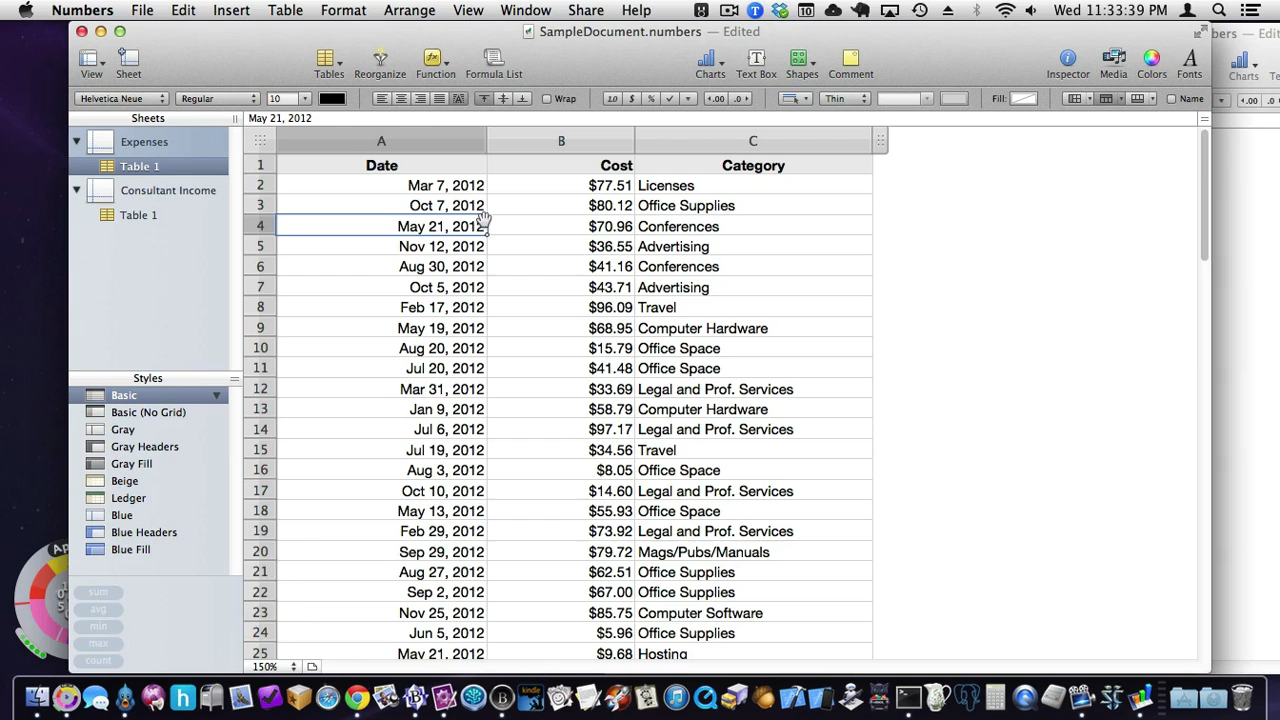 Numbers File Edit Insert Table Format Arrange View Window Share Help Wed 11:33:39 AM
SampleDocument.numbers — Edited
View Sheet Tables Reorganize Function Formula List Charts Text Box Shapes Comment Inspector Media Colors Fonts
Charts
Helvetica Neue Regular 10 Wrap 1.0 $ % .00 .0 Thin Fill: Name
Sheets
May 21, 2012
Expenses
Table 1
Consultant Income
Table 1
Styles
Basic
Basic (No Grid)
Gray
Gray Headers
Gray Fill
Beige
Ledger
Blue
Blue Headers
Blue Fill
sum
avg
min
max
count
A B C
1 Date Cost Category
2 Mar 7, 2012 $77.51 Licenses
3 Oct 7, 2012 $80.12 Office Supplies
4 May 21, 2012 $70.96 Conferences
5 Nov 12, 2012 $36.55 Advertising
6 Aug 30, 2012 $41.16 Conferences
7 Oct 5, 2012 $43.71 Advertising
8 Feb 17, 2012 $96.09 Travel
9 May 19, 2012 $68.95 Computer Hardware
10 Aug 20, 2012 $15.79 Office Space
11 Jul 20, 2012 $41.48 Office Space
12 Mar 31, 2012 $33.69 Legal and Prof. Services
13 Jan 9, 2012 $58.79 Computer Hardware
14 Jul 6, 2012 $97.17 Legal and Prof. Services
15 Jul 19, 2012 $34.56 Travel
16 Aug 3, 2012 $8.05 Office Space
17 Oct 10, 2012 $14.60 Legal and Prof. Services
18 May 13, 2012 $55.93 Office Space
19 Feb 29, 2012 $73.92 Legal and Prof. Services
20 Sep 29, 2012 $79.72 Mags/Pubs/Manuals
21 Aug 27, 2012 $62.51 Office Supplies
22 Sep 2, 2012 $67.00 Office Supplies
23 Nov 25, 2012 $85.75 Computer Software
24 Jun 5, 2012 $5.96 Office Supplies
25 May 21, 2012 $9.68 Hosting
150%